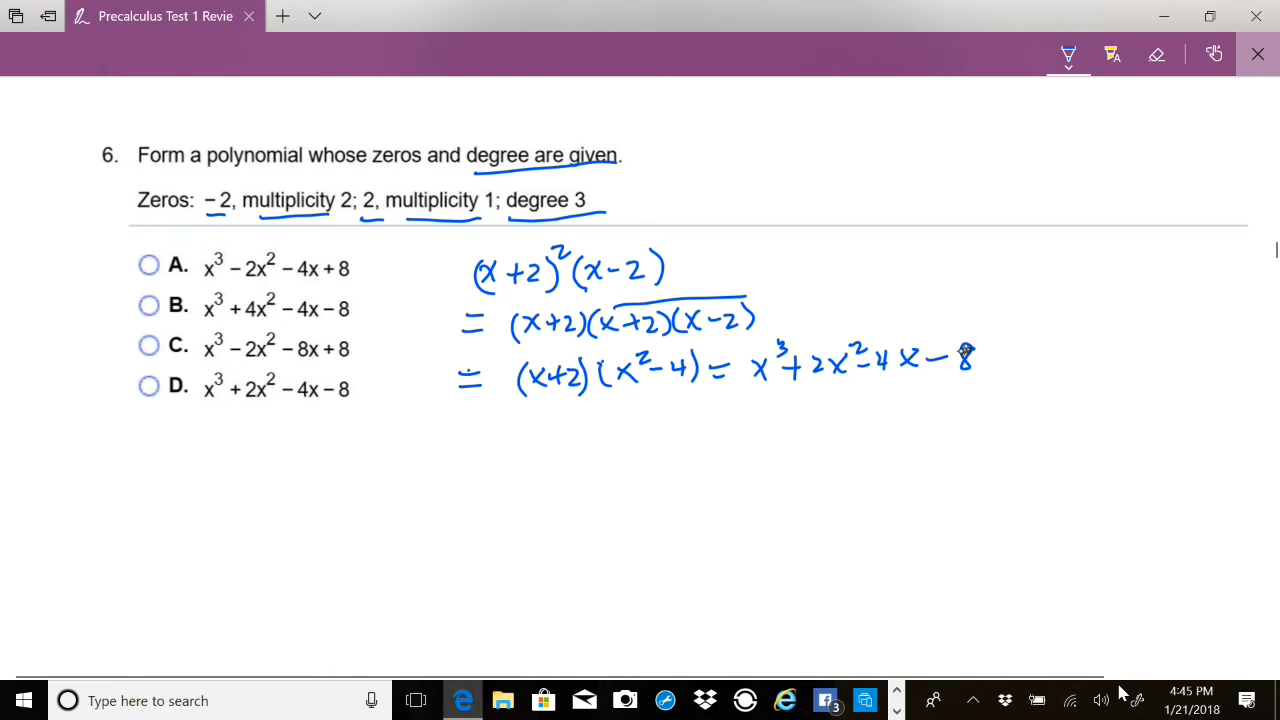 Precalculus Test 1 Revie
6. Form a polynomial whose zeros and degree are given.
Zeros: −2, multiplicity 2; 2, multiplicity 1; degree 3
A. x³ − 2x² − 4x + 8
B. x³ + 4x² − 4x − 8
C. x³ − 2x² − 8x + 8
D. x³ + 2x² − 4x − 8
(x+2)²(x−2)
= (x+2)(x+2)(x−2)
= (x+2)(x²−4) = x³+2x²−4x−8
Type here to search
3
4:45 PM
1/21/2018